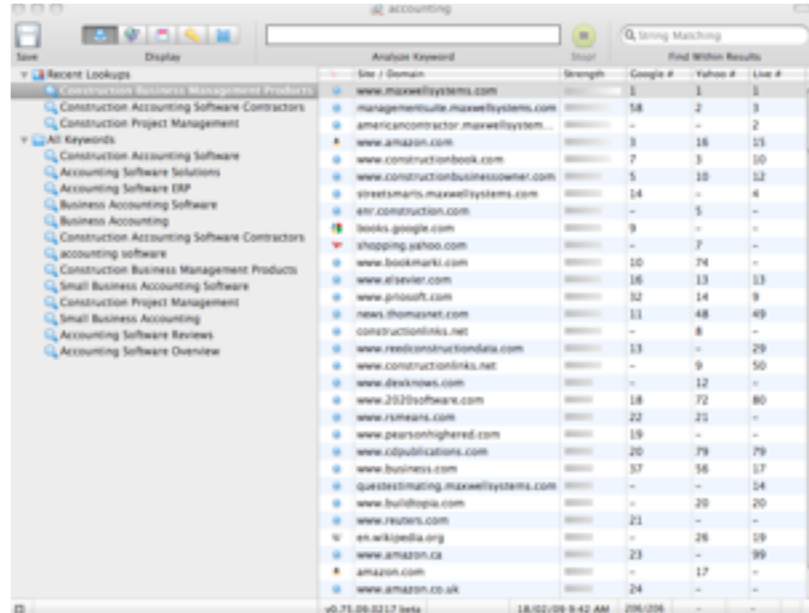 accounting
Save
Display
Analyze Keyword
Stop!
String Matching
Find Within Results
Recent Lookups
Construction Business Management Products
Construction Accounting Software Contractors
Construction Project Management
All Keywords
Construction Accounting Software
Accounting Software Solutions
Accounting Software ERP
Business Accounting Software
Business Accounting
Construction Accounting Software Contractors
accounting software
Construction Business Management Products
Small Business Accounting Software
Construction Project Management
Small Business Accounting
Accounting Software Reviews
Accounting Software Overview
Site / Domain Strength Google # Yahoo # Live #
www.maxwellsystems.com 1 1 1
managementsuite.maxwellsystems.com 58 2 3
americancontractor.maxwellsystem... - - 2
www.amazon.com 3 16 15
www.constructionbook.com 7 3 10
www.constructionbusinessowner.com 5 10 12
streetsmarts.maxwellsystems.com 14 - 4
enr.construction.com - 5 -
books.google.com 9 - -
shopping.yahoo.com - 7 -
www.bookmarki.com 10 74 -
www.elsevier.com 16 13 13
www.priosoft.com 32 14 9
news.thomasnet.com 11 48 49
constructionlinks.net - 8 -
www.reedconstructiondata.com 13 - 29
www.constructionlinks.net - 9 50
www.dexknows.com - 12 -
www.2020software.com 18 72 80
www.rsmeans.com 22 21 -
www.pearsonhighered.com 19 - -
www.cdpublications.com 20 79 79
www.business.com 37 56 17
questestimating.maxwellsystems.com - - 14
www.buildtopia.com - 20 20
www.reuters.com 21 - -
en.wikipedia.org - 26 19
www.amazon.ca 23 - 99
amazon.com - 17 -
www.amazon.co.uk 24 - -
v0.75.09.0217 beta 18/02/09 9:42 AM 206/206 - -